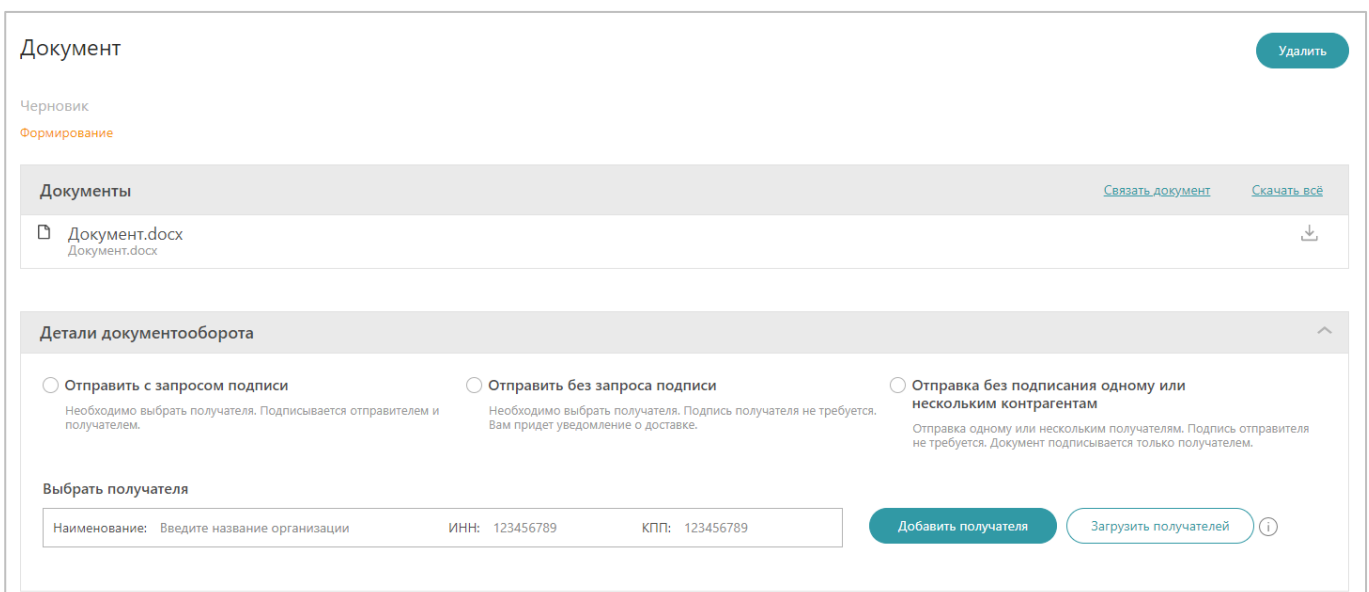 Документ
Удалить
Черновик
Формирование
Документы
Связать документ
Скачать всё
Документ.docx
Документ.docx
Детали документооборота
Отправить с запросом подписи
Необходимо выбрать получателя. Подписывается отправителем и
получателем.
Отправить без запроса подписи
Необходимо выбрать получателя. Подпись получателя не требуется.
Вам придет уведомление о доставке.
Отправка без подписания одному или
нескольким контрагентам
Отправка одному или нескольким получателям. Подпись отправителя
не требуется. Документ подписывается только получателем.
Выбрать получателя
Наименование: Введите название организации ИНН: 123456789 КПП: 123456789
Добавить получателя
Загрузить получателей